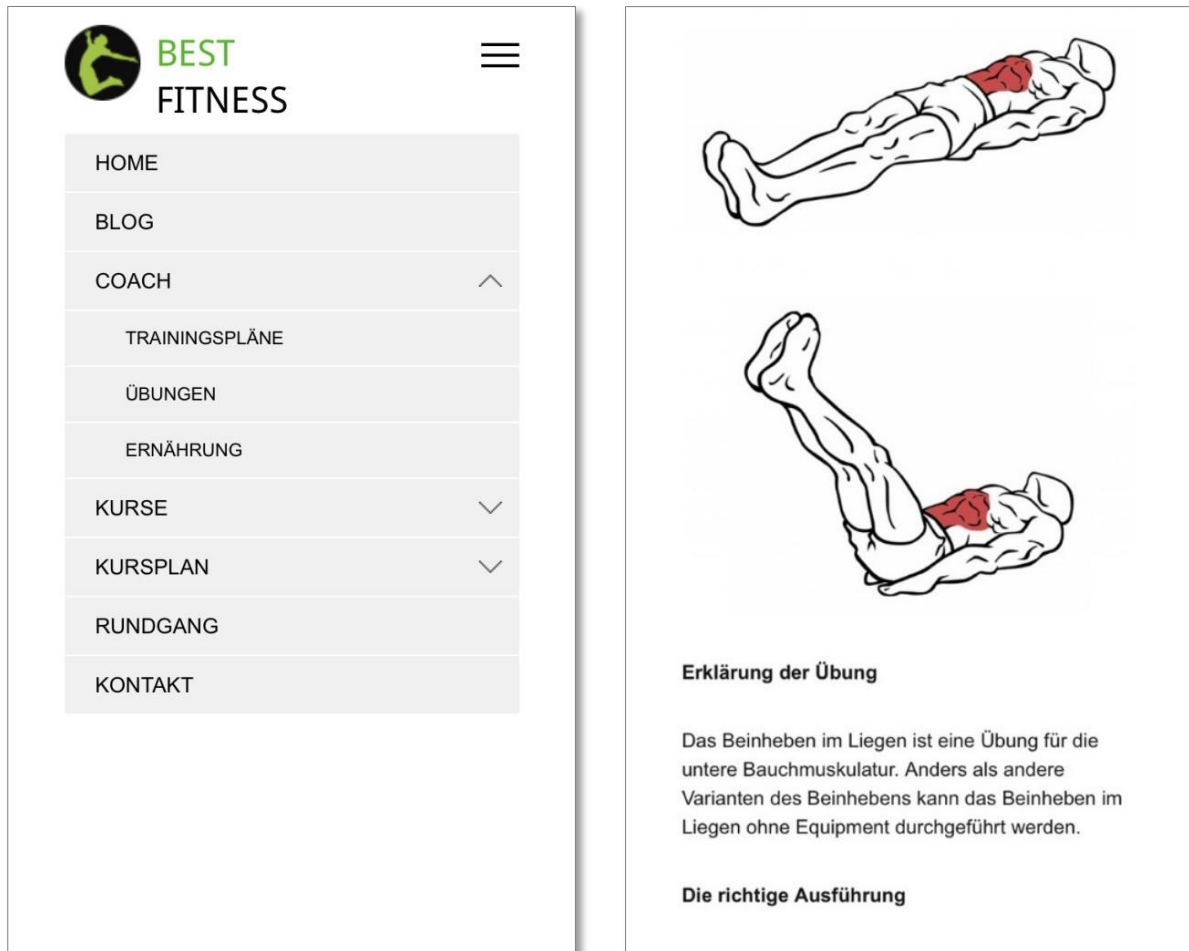 BEST
FITNESS
HOME
BLOG
COACH
TRAININGSPLÄNE
ÜBUNGEN
ERNÄHRUNG
KURSE
KURSPLAN
RUNDGANG
KONTAKT
Erklärung der Übung
Das Beinheben im Liegen ist eine Übung für die
untere Bauchmuskulatur. Anders als andere
Varianten des Beinhebens kann das Beinheben im
Liegen ohne Equipment durchgeführt werden.
Die richtige Ausführung